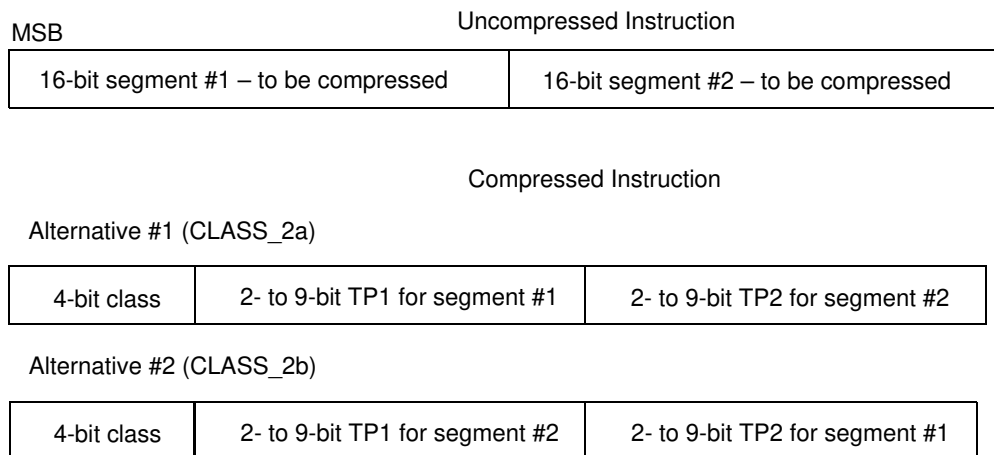 Uncompressed Instruction
MSB
16-bit segment #1 – to be compressed 16-bit segment #2 – to be compressed
Compressed Instruction
Alternative #1 (CLASS_2a)
4-bit class 2- to 9-bit TP1 for segment #1 2- to 9-bit TP2 for segment #2
Alternative #2 (CLASS_2b)
4-bit class 2- to 9-bit TP1 for segment #2 2- to 9-bit TP2 for segment #1